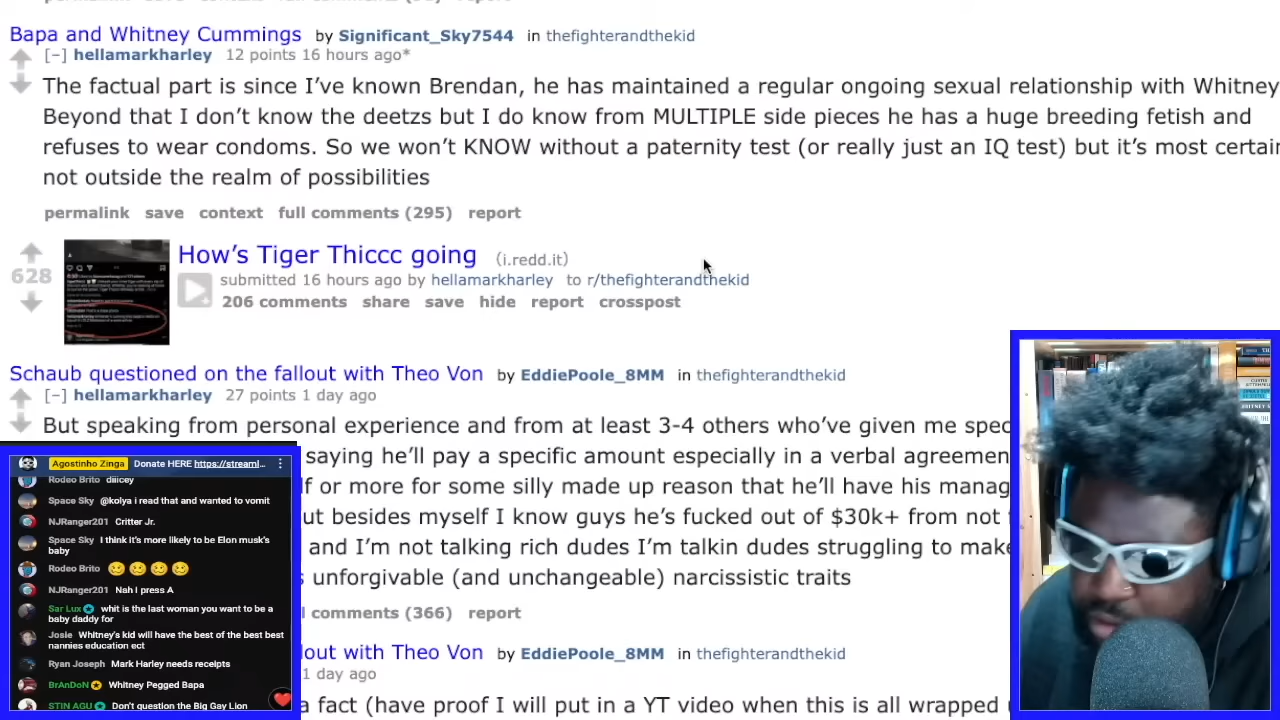 Bapa and Whitney Cummings by Significant_Sky7544 in thefighterandthekid
[–] hellamarkharley 12 points 16 hours ago*
The factual part is since I've known Brendan, he has maintained a regular ongoing sexual relationship with Whitney
Beyond that I don't know the deetzs but I do know from MULTIPLE side pieces he has a huge breeding fetish and
refuses to wear condoms. So we won't KNOW without a paternity test (or really just an IQ test) but it's most
not outside the realm of possibilities
permalink save context full comments (295) report
628
How's Tiger Thiccc going (i.redd.it)
submitted 16 hours ago by hellamarkharley to r/thefighterandthekid
206 comments share save hide report crosspost
Schaub questioned on the fallout with Theo Von by EddiePoole_8MM in thefighterandthekid
[–] hellamarkharley 27 points 1 day ago
But speaking from personal experience and from at least 3-4 others who've given me
saying he'll pay a specific amount especially in a verbal
or more for some silly made up reason that he'll have his
besides myself I know guys he's fucked out of $30k+ from not
and I'm not talking rich dudes I'm talkin dudes struggling to make
unforgivable (and unchangeable) narcissistic traits
comments (366) report
out with Theo Von by EddiePoole_8MM in thefighterandthekid
1 day ago
a fact (have proof I will put in a YT video when this is all wrapped
Agostinho Zinga Donate HERE https://streaml...
Rodeo Brito diiicey
Space Sky @kolya i read that and wanted to vomit
NJRanger201 Critter Jr.
Space Sky I think it's more likely to be Elon musk's
baby
Rodeo Brito
NJRanger201 Nah I press A
Sar Lux whit is the last woman you want to be a
baby daddy for
Josie Whitney's kid will have the best of the best best
nannies education ect
Ryan Joseph Mark Harley needs receipts
BrAnDoN Whitney Pegged Bapa
STIN AGU Don't question the Big Gay Lion